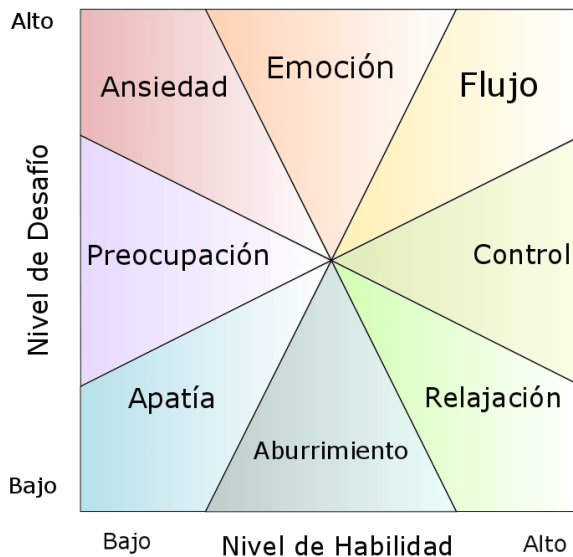 Alto
Ansiedad
Emoción
Flujo
Nivel de Desafío
Preocupación
Control
Apatía
Relajación
Aburrimiento
Bajo
Bajo
Nivel de Habilidad
Alto